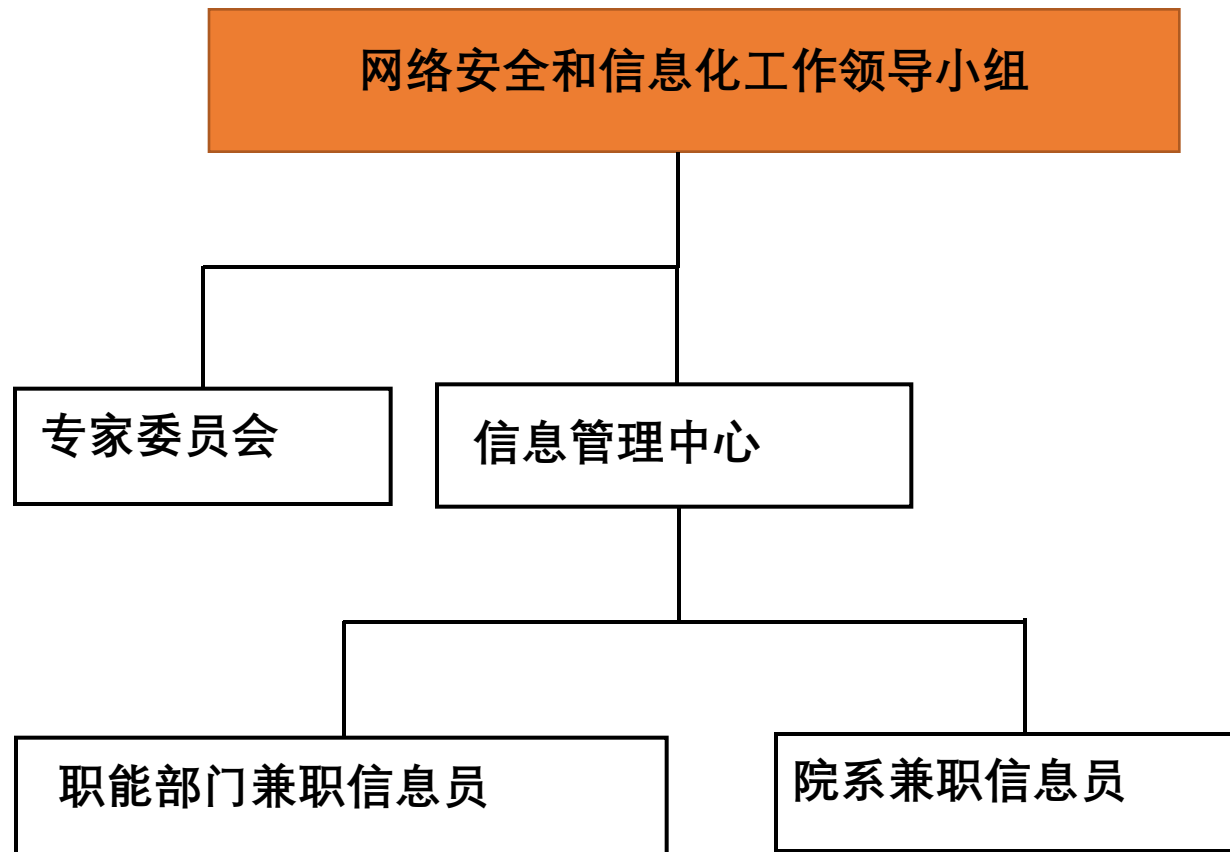 网络安全和信息化工作领导小组
专家委员会
信息管理中心
职能部门兼职信息员
院系兼职信息员